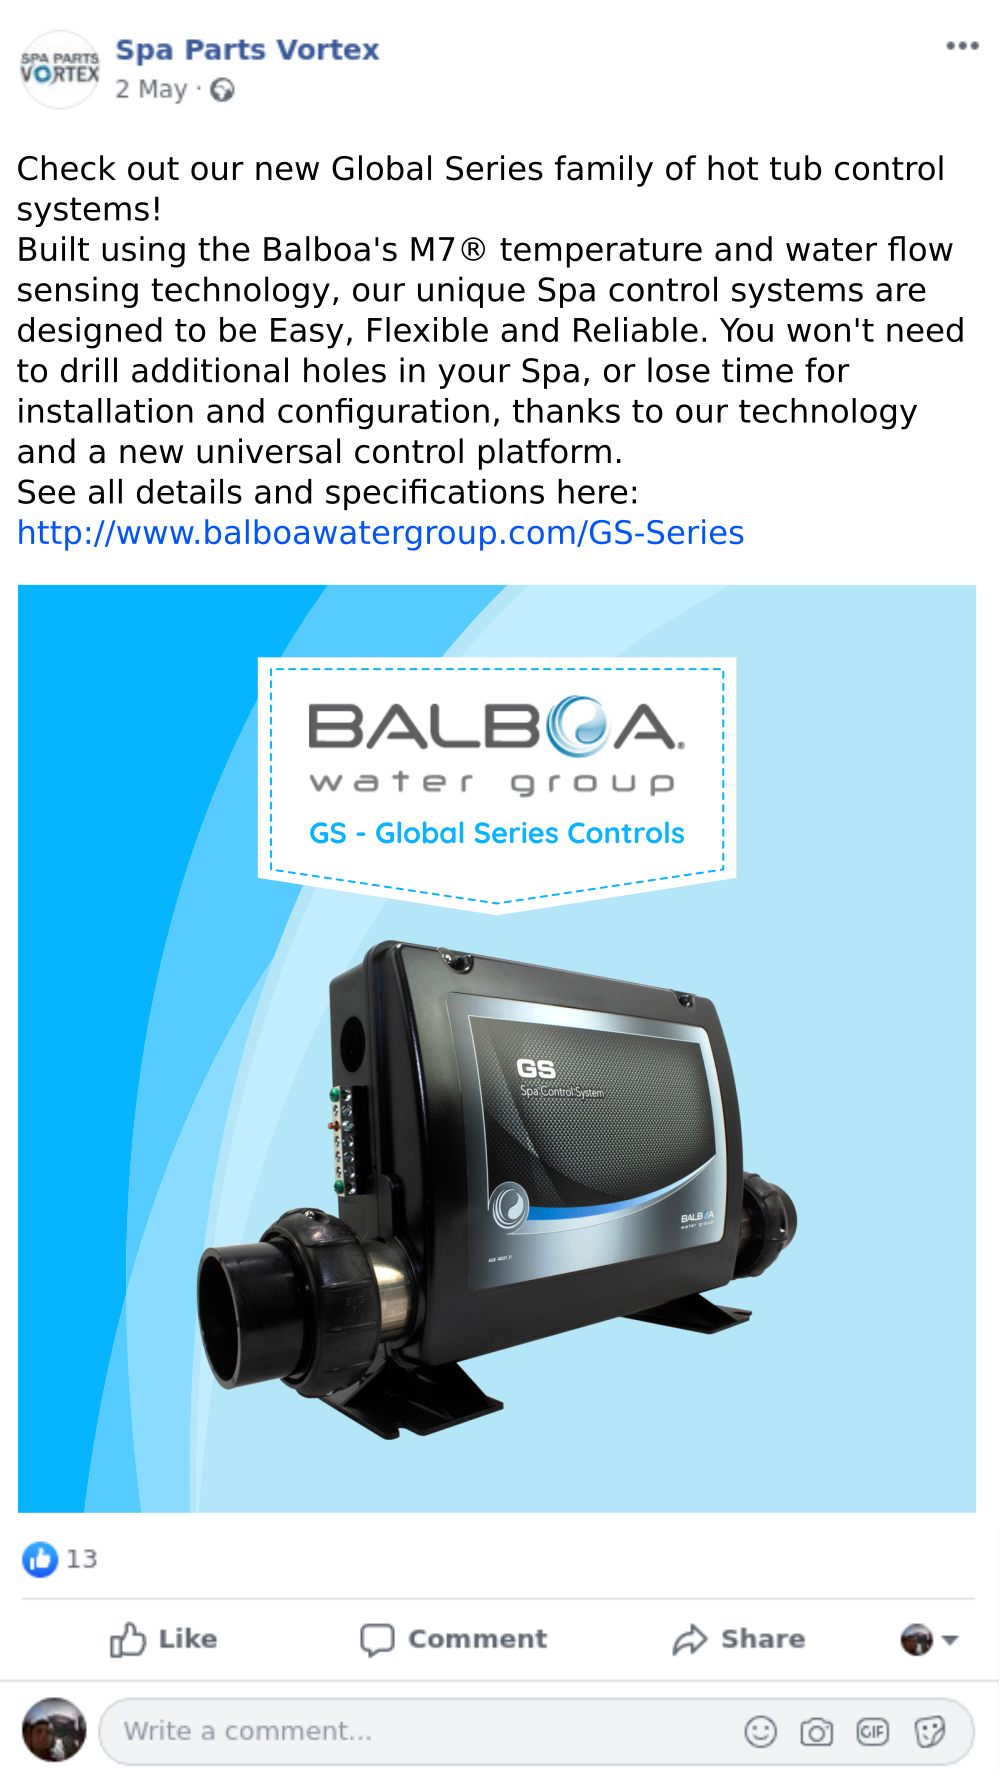 SPA PARTS
VORTEX
Spa Parts Vortex
2 May ·
Check out our new Global Series family of hot tub control
systems!
Built using the Balboa's M7® temperature and water flow
sensing technology, our unique Spa control systems are
designed to be Easy, Flexible and Reliable. You won't need
to drill additional holes in your Spa, or lose time for
installation and configuration, thanks to our technology
and a new universal control platform.
See all details and specifications here:
http://www.balboawatergroup.com/GS-Series
BALBOA®
water group
GS - Global Series Controls
GS
Spa Control System
BALBOA
water group
13
Like
Comment
Share
Write a comment...
GIF